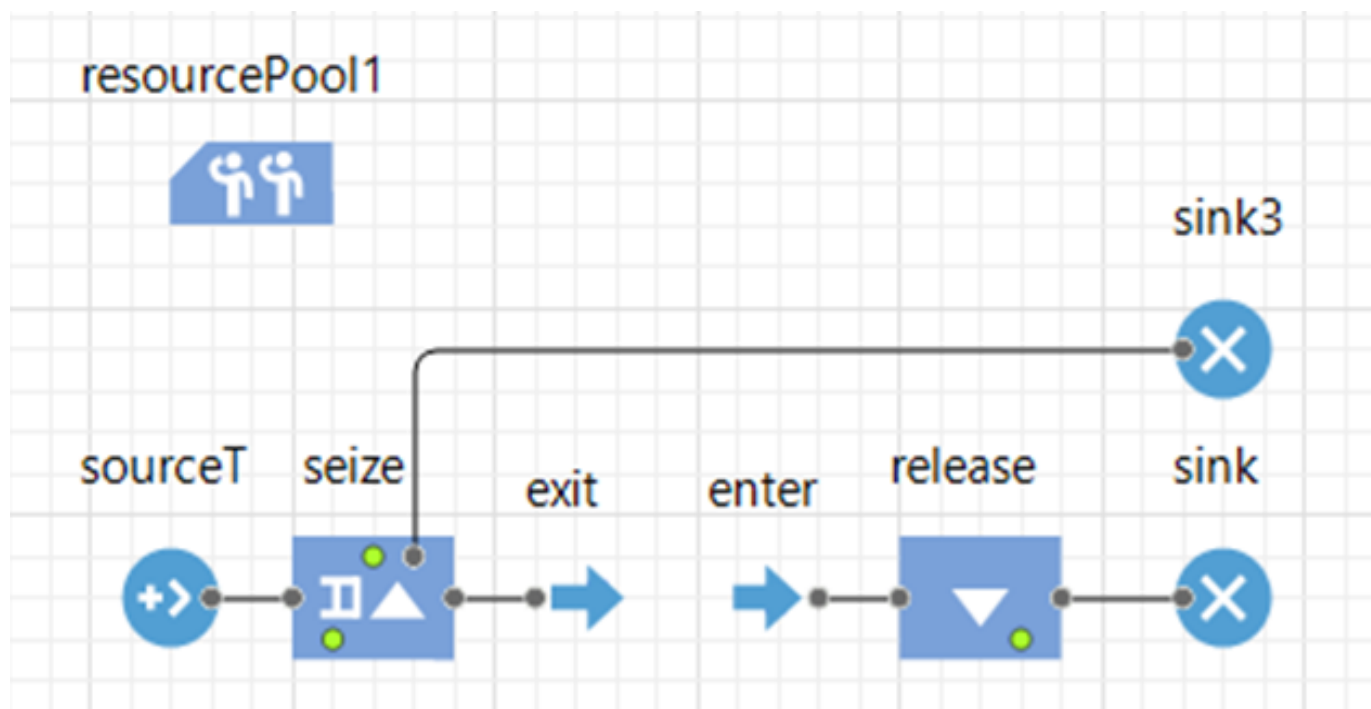 resourcePool1
sink3
sourceT
seize
exit
enter
release
sink